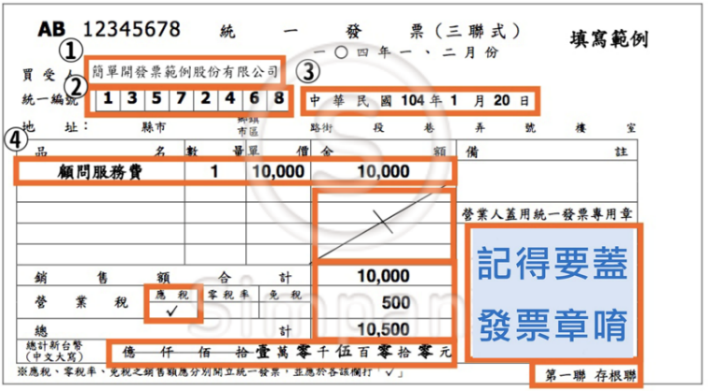 AB 12345678 統一發票(三聯式) 填寫範例
一〇四年一、二月份
① 買受人 簡單開發票範例股份有限公司
② 統一編號 1 3 5 7 2 4 6 8 ③ 中華民國 104 年 1 月 20 日
地址: 縣市 鄉鎮市區 路街 段 巷 弄 號 樓 室
④ 品名 數量 單價 金額 備註
顧問服務費 1 10,000 10,000
營業人蓋用統一發票專用章
記得要蓋
發票章唷
銷售額合計 10,000
營業稅 應稅 零稅率 免稅 500
✓
總計 10,500
總計新台幣
(中文大寫) 億仟佰拾壹萬零千伍百零拾零元
第一聯 存根聯
※應稅、零稅率、免稅之銷售額應分別開立統一發票,並應於各該欄打「✓」
Simpany